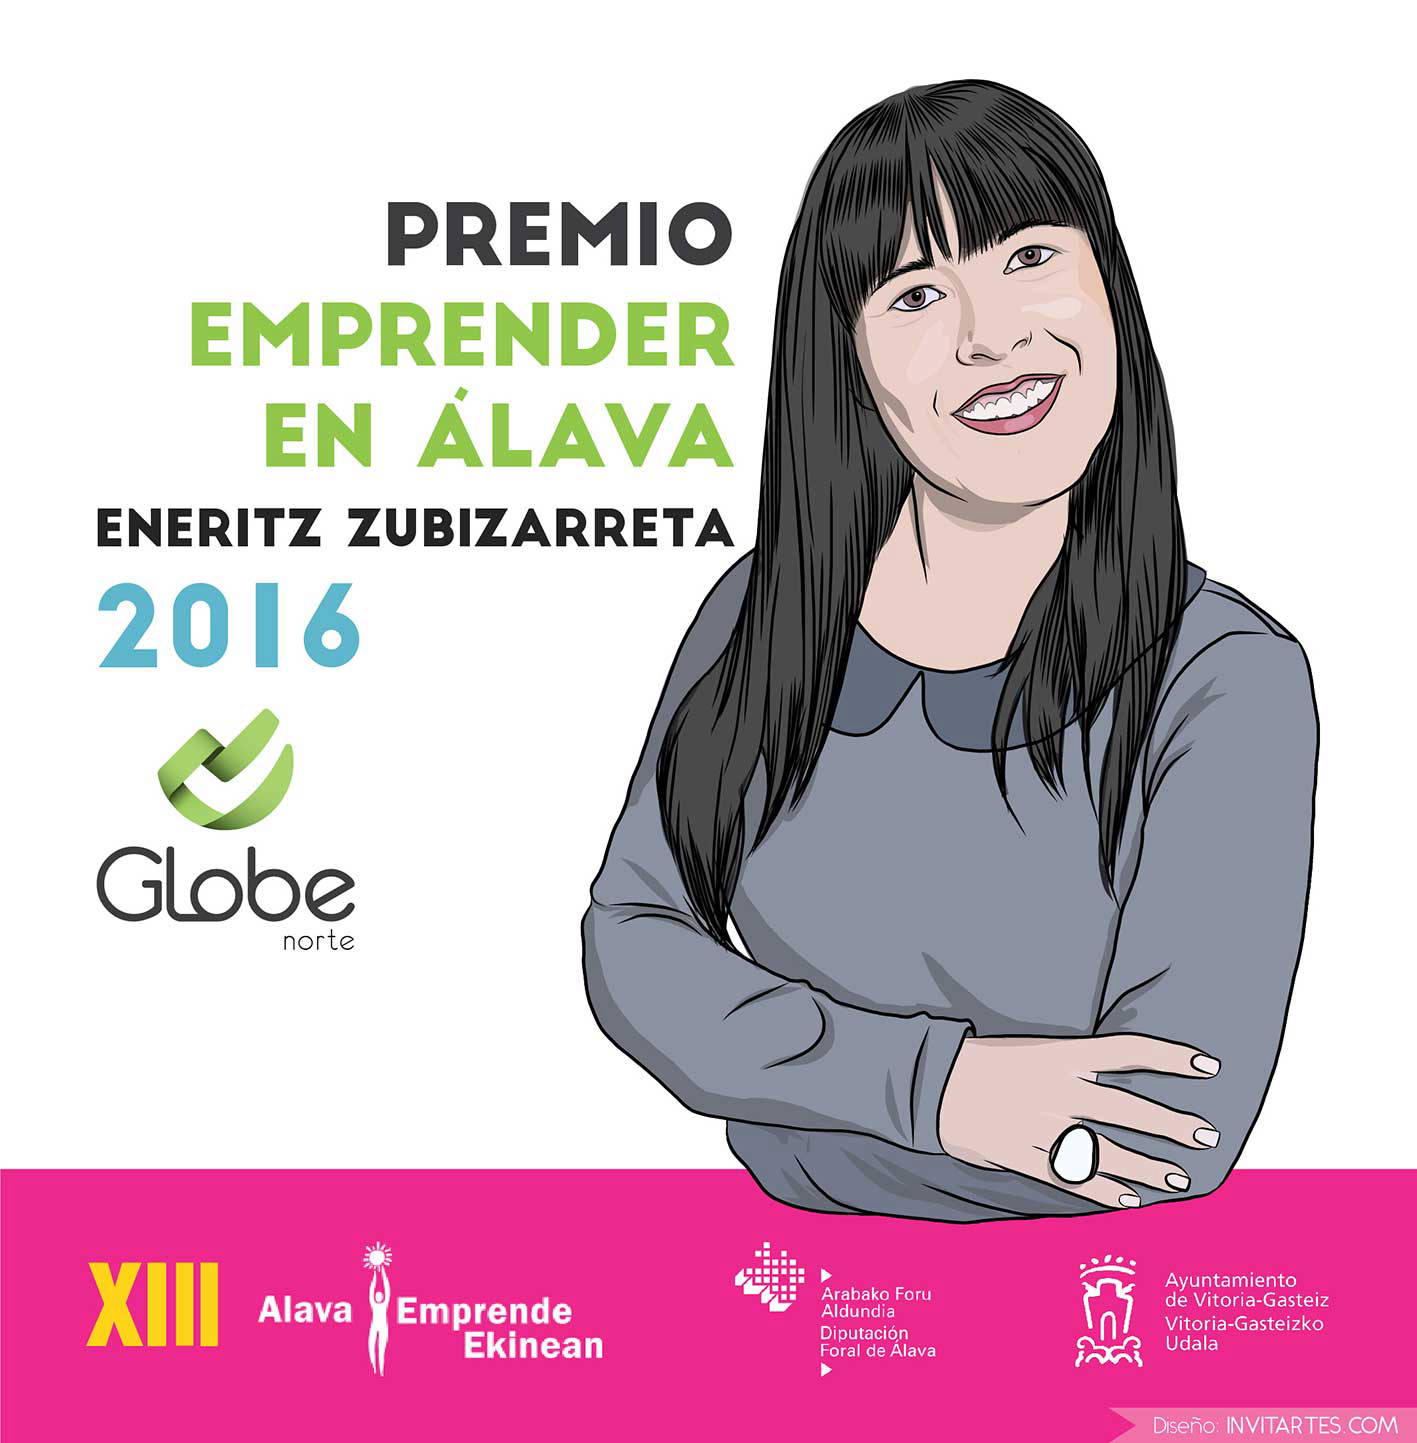 PREMIO
EMPRENDER
EN ÁLAVA
ENERITZ ZUBIZARRETA
2016
Globe
norte
XIII
Alava Emprende
Ekinean
Arabako Foru
Aldundia
Diputación
Foral de Álava
Ayuntamiento
de Vitoria-Gasteiz
Vitoria-Gasteizko
Udala
Diseño: INVITARTES.COM